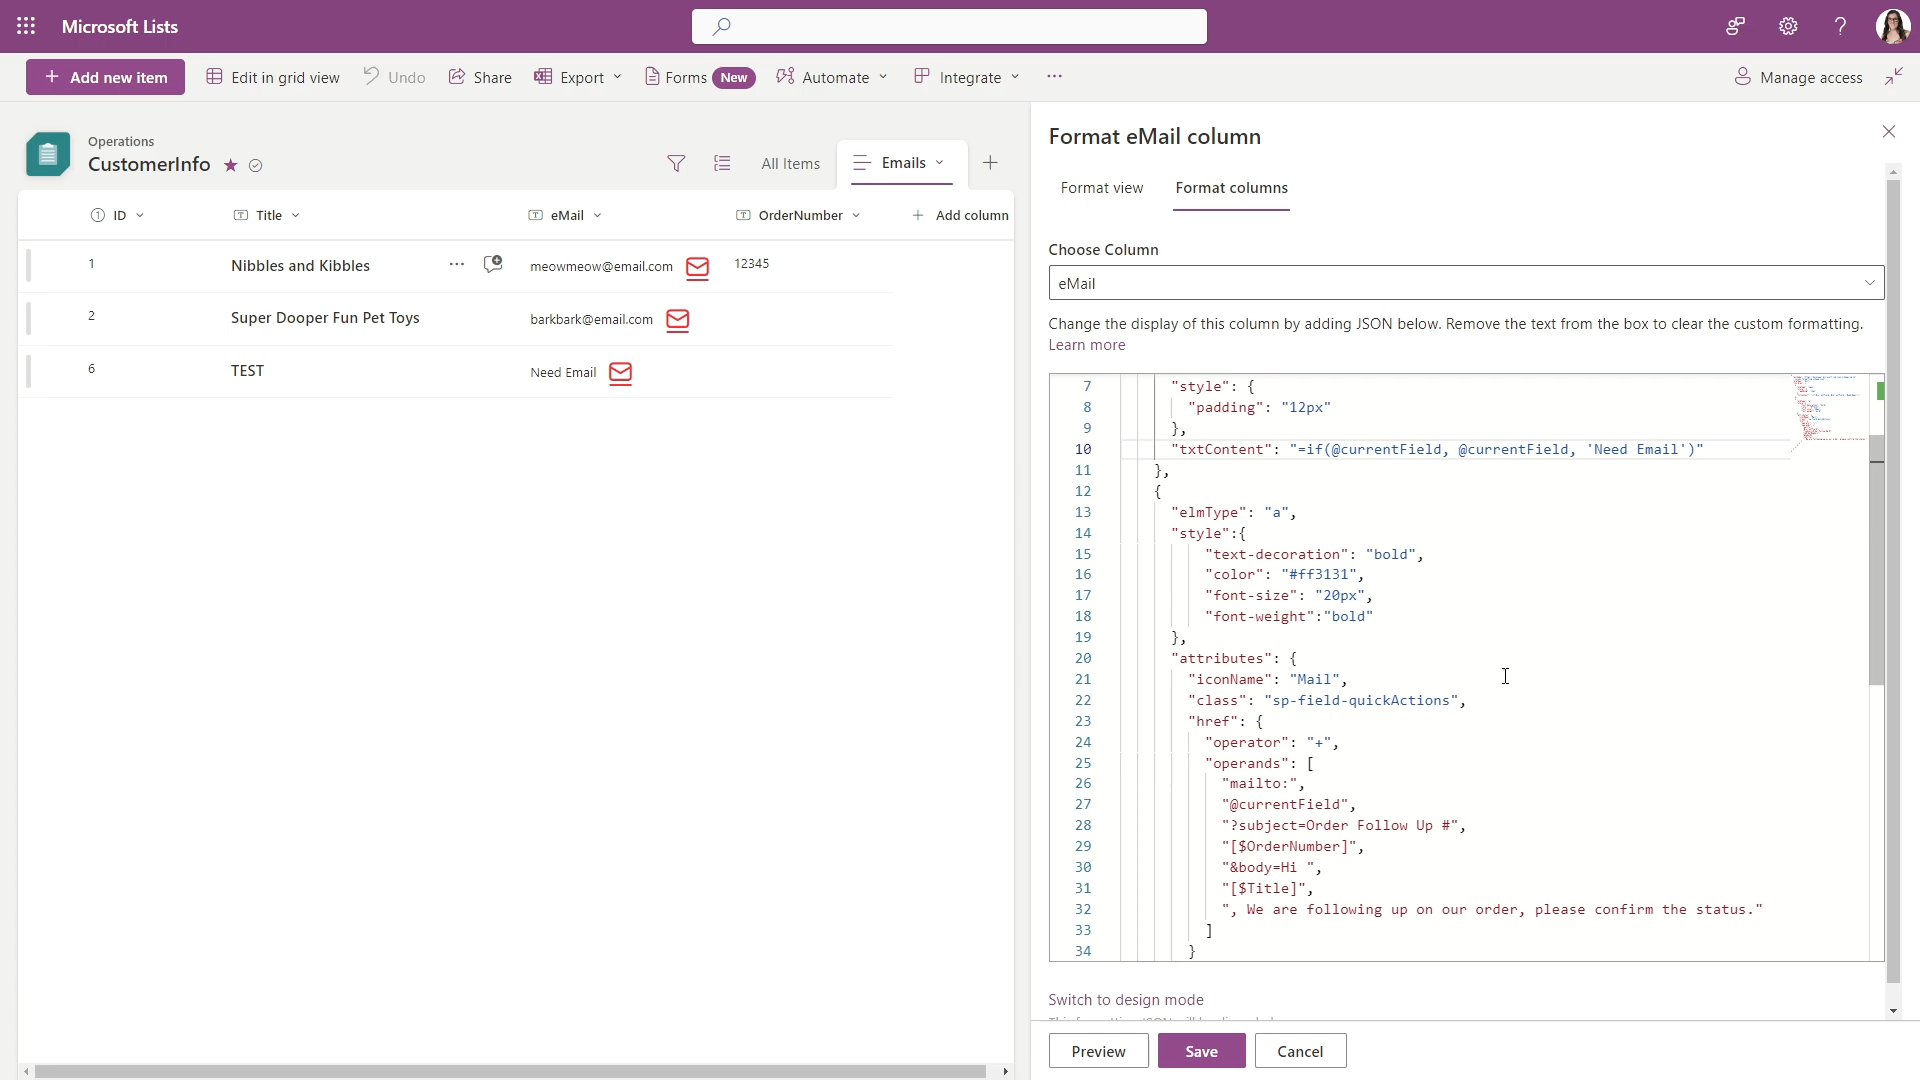 Microsoft Lists
Add new item
Edit in grid view
Undo
Share
Export
Forms New
Automate
Integrate
Manage access
Operations
CustomerInfo
All Items
Emails
ID
Title
eMail
OrderNumber
Add column
1
Nibbles and Kibbles
meowmeow@email.com
12345
2
Super Dooper Fun Pet Toys
barkbark@email.com
6
TEST
Need Email
Format eMail column
Format view
Format columns
Choose Column
eMail
Change the display of this column by adding JSON below. Remove the text from the box to clear the custom formatting.
Learn more
7 "style": {
8 "padding": "12px"
9 },
10 "txtContent": "=if(@currentField, @currentField, 'Need Email')"
11 },
12 {
13 "elmType": "a",
14 "style":{
15 "text-decoration": "bold",
16 "color": "#ff3131",
17 "font-size": "20px",
18 "font-weight":"bold"
19 },
20 "attributes": {
21 "iconName": "Mail",
22 "class": "sp-field-quickActions",
23 "href": {
24 "operator": "+",
25 "operands": [
26 "mailto:",
27 "@currentField",
28 "?subject=Order Follow Up #",
29 "[$OrderNumber]",
30 "&body=Hi ",
31 "[$Title]",
32 ", We are following up on our order, please confirm the status."
33 ]
34 }
Switch to design mode
Preview
Save
Cancel